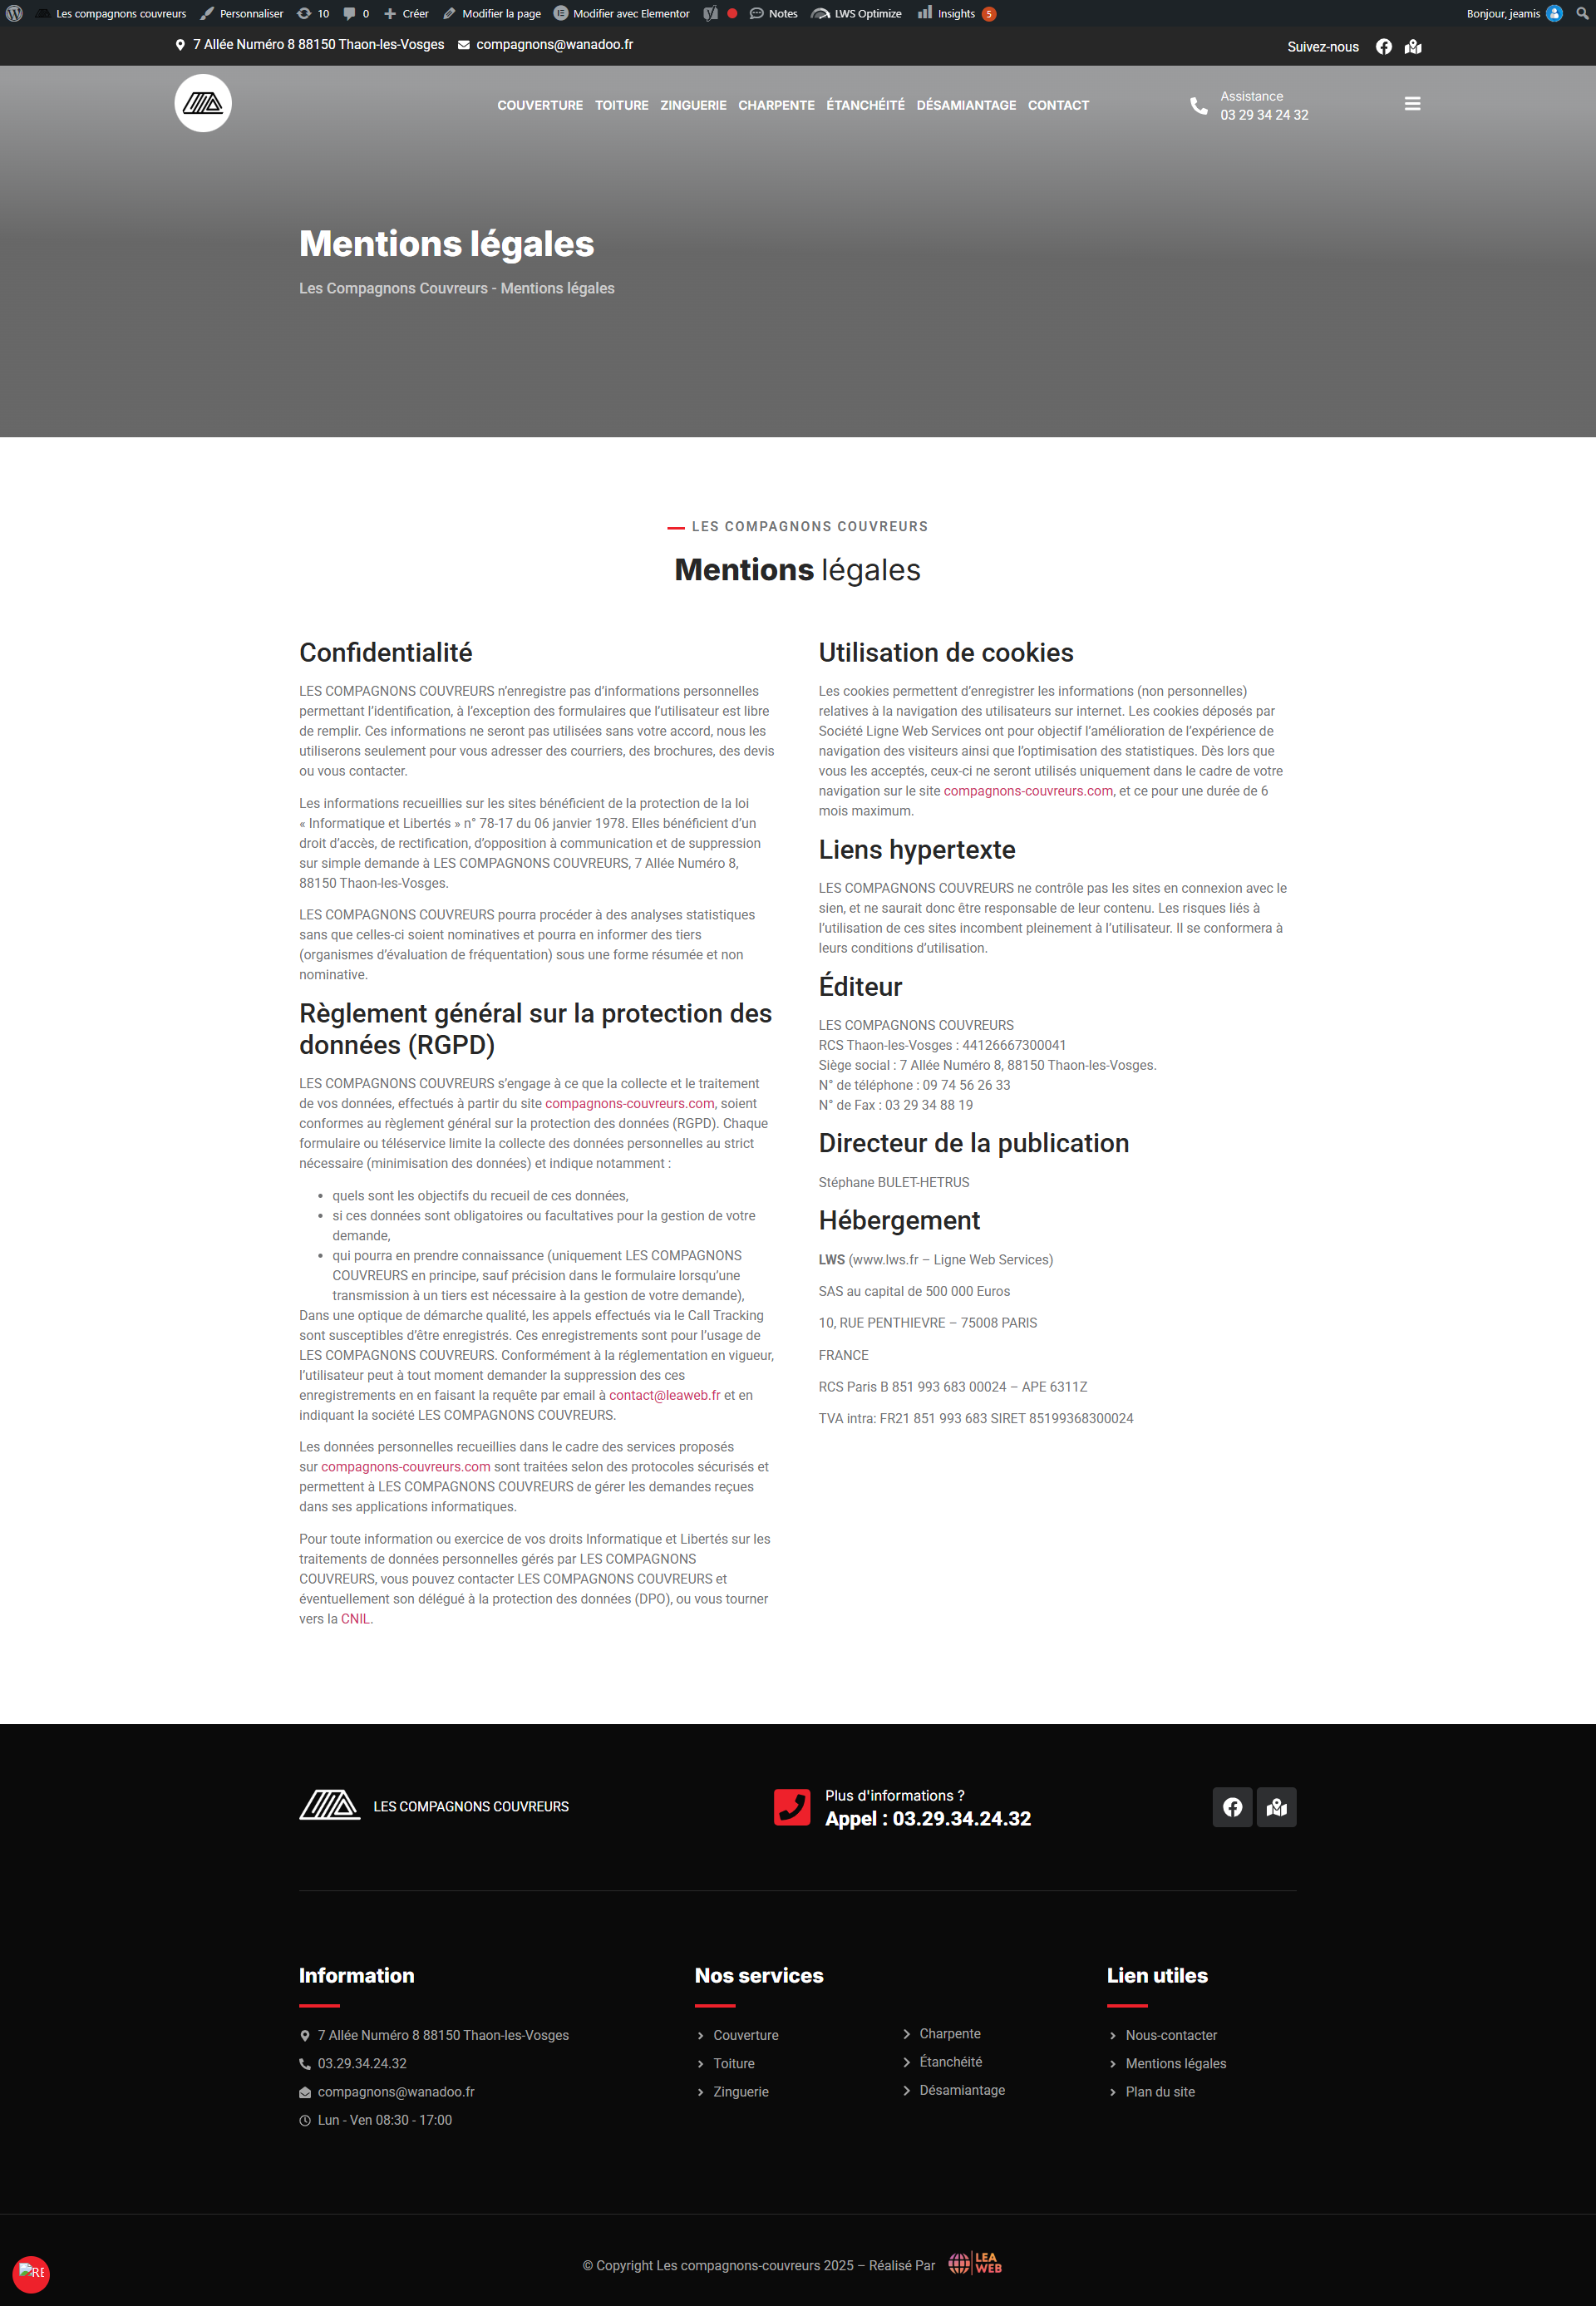 Les compagnons couvreurs Personnaliser 10 0 Créer Modifier la page Modifier avec Elementor Notes LWS Optimize Insights 5 Bonjour, jeamis
7 Allée Numéro 8 88150 Thaon-les-Vosges compagnons@wanadoo.fr Suivez-nous
COUVERTURE TOITURE ZINGUERIE CHARPENTE ÉTANCHÉITÉ DÉSAMIANTAGE CONTACT
Assistance
03 29 34 24 32
Mentions légales
Les Compagnons Couvreurs - Mentions légales
LES COMPAGNONS COUVREURS
Mentions légales
Confidentialité
LES COMPAGNONS COUVREURS n’enregistre pas d’informations personnelles
permettant l’identification, à l’exception des formulaires que l’utilisateur est libre
de remplir. Ces informations ne seront pas utilisées sans votre accord, nous les
utiliserons seulement pour vous adresser des courriers, des brochures, des devis
ou vous contacter.
Les informations recueillies sur les sites bénéficient de la protection de la loi
« Informatique et Libertés » n° 78-17 du 06 janvier 1978. Elles bénéficient d’un
droit d’accès, de rectification, d’opposition à communication et de suppression
sur simple demande à LES COMPAGNONS COUVREURS, 7 Allée Numéro 8,
88150 Thaon-les-Vosges.
LES COMPAGNONS COUVREURS pourra procéder à des analyses statistiques
sans que celles-ci soient nominatives et pourra en informer des tiers
(organismes d’évaluation de fréquentation) sous une forme résumée et non
nominative.
Règlement général sur la protection des
données (RGPD)
LES COMPAGNONS COUVREURS s’engage à ce que la collecte et le traitement
de vos données, effectués à partir du site compagnons-couvreurs.com, soient
conformes au règlement général sur la protection des données (RGPD). Chaque
formulaire ou téléservice limite la collecte des données personnelles au strict
nécessaire (minimisation des données) et indique notamment :
• quels sont les objectifs du recueil de ces données,
• si ces données sont obligatoires ou facultatives pour la gestion de votre
demande,
• qui pourra en prendre connaissance (uniquement LES COMPAGNONS
COUVREURS en principe, sauf précision dans le formulaire lorsqu’une
transmission à un tiers est nécessaire à la gestion de votre demande),
Dans une optique de démarche qualité, les appels effectués via le Call Tracking
sont susceptibles d’être enregistrés. Ces enregistrements sont pour l’usage de
LES COMPAGNONS COUVREURS. Conformément à la réglementation en vigueur,
l’utilisateur peut à tout moment demander la suppression des ces
enregistrements en en faisant la requête par email à contact@leaweb.fr et en
indiquant la société LES COMPAGNONS COUVREURS.
Les données personnelles recueillies dans le cadre des services proposés
sur compagnons-couvreurs.com sont traitées selon des protocoles sécurisés et
permettent à LES COMPAGNONS COUVREURS de gérer les demandes reçues
dans ses applications informatiques.
Pour toute information ou exercice de vos droits Informatique et Libertés sur les
traitements de données personnelles gérés par LES COMPAGNONS
COUVREURS, vous pouvez contacter LES COMPAGNONS COUVREURS et
éventuellement son délégué à la protection des données (DPO), ou vous tourner
vers la CNIL.
Utilisation de cookies
Les cookies permettent d’enregistrer les informations (non personnelles)
relatives à la navigation des utilisateurs sur internet. Les cookies déposés par
Société Ligne Web Services ont pour objectif l’amélioration de l’expérience de
navigation des visiteurs ainsi que l’optimisation des statistiques. Dès lors que
vous les acceptés, ceux-ci ne seront utilisés uniquement dans le cadre de votre
navigation sur le site compagnons-couvreurs.com, et ce pour une durée de 6
mois maximum.
Liens hypertexte
LES COMPAGNONS COUVREURS ne contrôle pas les sites en connexion avec le
sien, et ne saurait donc être responsable de leur contenu. Les risques liés à
l’utilisation de ces sites incombent pleinement à l’utilisateur. Il se conformera à
leurs conditions d’utilisation.
Éditeur
LES COMPAGNONS COUVREURS
RCS Thaon-les-Vosges : 44126667300041
Siège social : 7 Allée Numéro 8, 88150 Thaon-les-Vosges.
N° de téléphone : 09 74 56 26 33
N° de Fax : 03 29 34 88 19
Directeur de la publication
Stéphane BULET-HETRUS
Hébergement
LWS (www.lws.fr – Ligne Web Services)
SAS au capital de 500 000 Euros
10, RUE PENTHIEVRE – 75008 PARIS
FRANCE
RCS Paris B 851 993 683 00024 – APE 6311Z
TVA intra: FR21 851 993 683 SIRET 85199368300024
LES COMPAGNONS COUVREURS
Plus d'informations ?
Appel : 03.29.34.24.32
Information
7 Allée Numéro 8 88150 Thaon-les-Vosges
03.29.34.24.32
compagnons@wanadoo.fr
Lun - Ven 08:30 - 17:00
Nos services
Couverture
Toiture
Zinguerie
Charpente
Étanchéité
Désamiantage
Lien utiles
Nous-contacter
Mentions légales
Plan du site
© Copyright Les compagnons-couvreurs 2025 – Réalisé Par
LEA
WEB